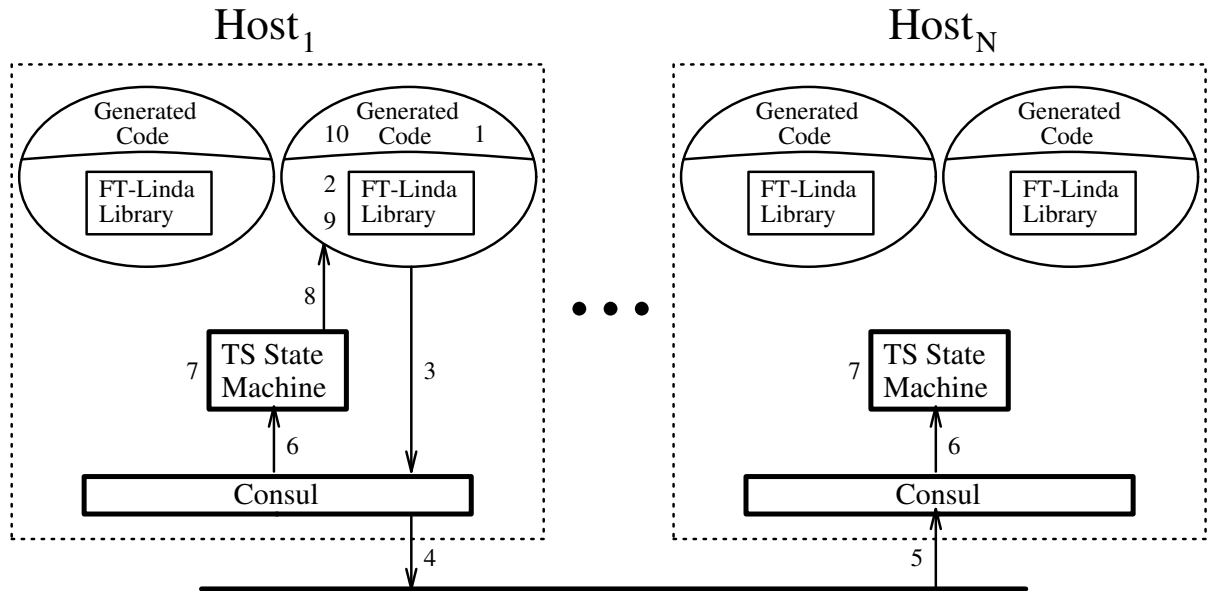 Host1 HostN
Generated Code Generated Code Generated Code Generated Code
10 1
2
9
FT-Linda Library FT-Linda Library FT-Linda Library FT-Linda Library
8
7 TS State Machine 3 7 TS State Machine
6 6
Consul Consul
4 5